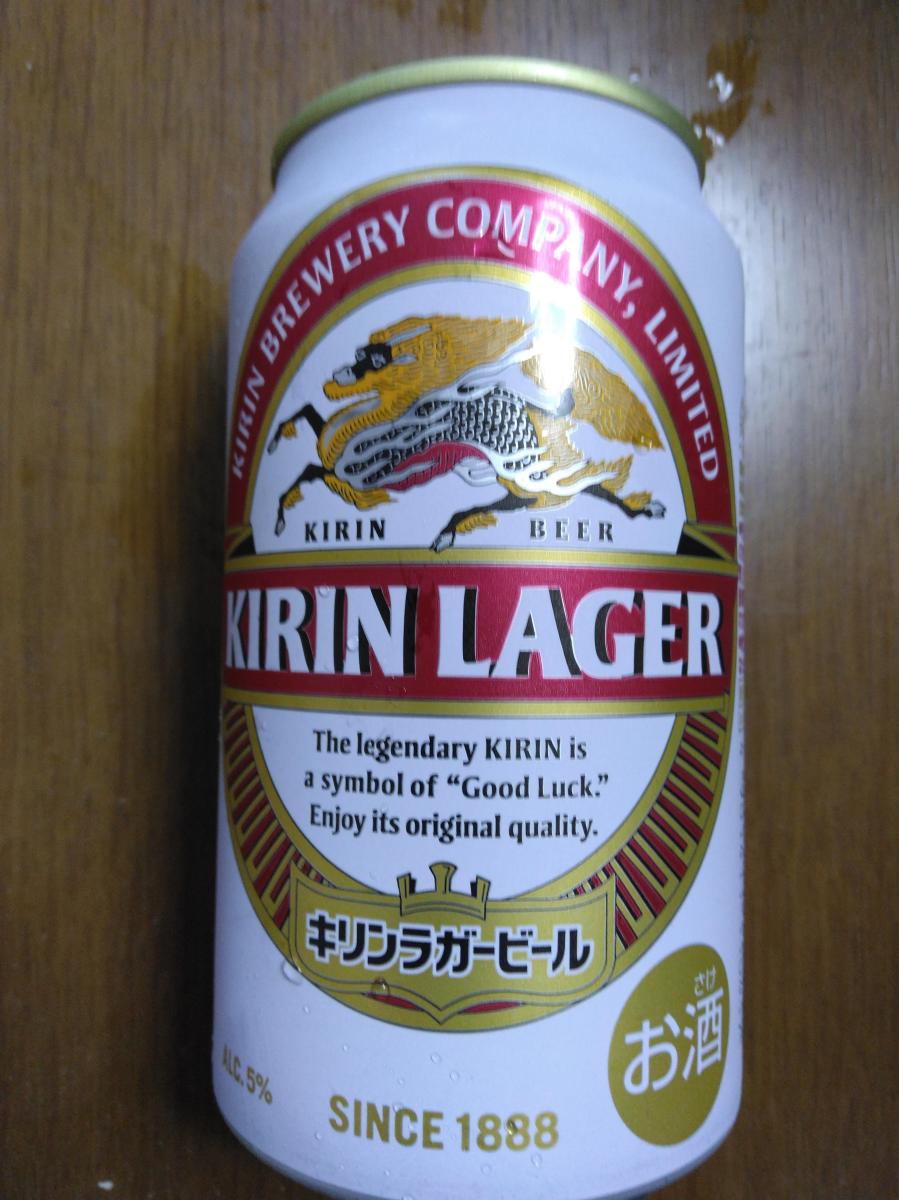 KIRIN BREWERY COMPANY, LIMITED
KIRIN BEER
KIRIN LAGER
The legendary KIRIN is
a symbol of “Good Luck.”
Enjoy its original quality.
キリンラガービール
さけ
お酒
ALC. 5%
SINCE 1888